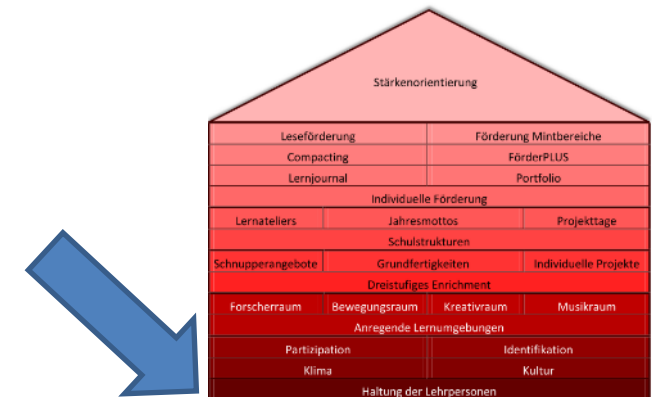 Stärkenorientierung
Leseförderung Förderung Mintbereiche
Compacting FörderPLUS
Lernjournal Portfolio
Individuelle Förderung
Lernateliers Jahresmottos Projekttage
Schulstrukturen
Schnupperangebote Grundfertigkeiten Individuelle Projekte
Dreistufiges Enrichment
Forscherraum Bewegungsraum Kreativraum Musikraum
Anregende Lernumgebungen
Partizipation Identifikation
Klima Kultur
Haltung der Lehrpersonen